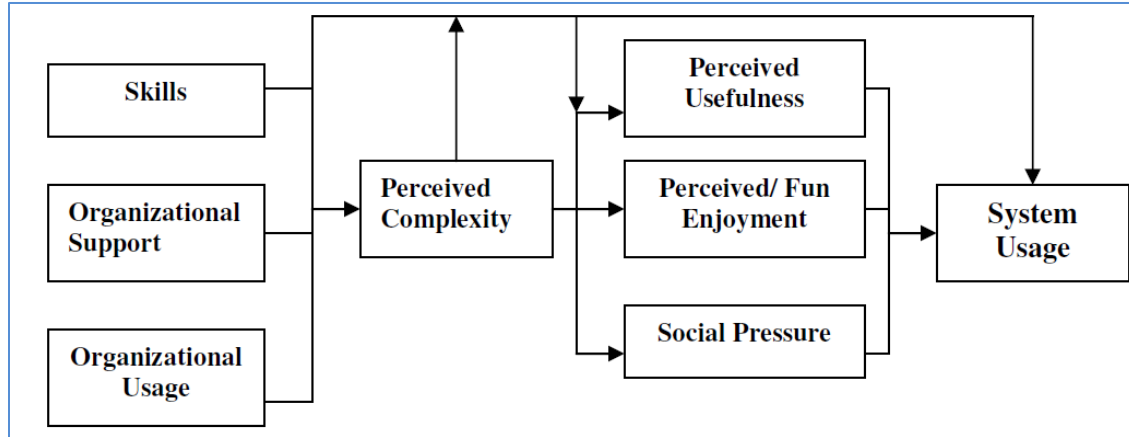 Skills
Organizational
Support
Organizational
Usage
Perceived
Complexity
Perceived
Usefulness
Perceived/ Fun
Enjoyment
Social Pressure
System
Usage